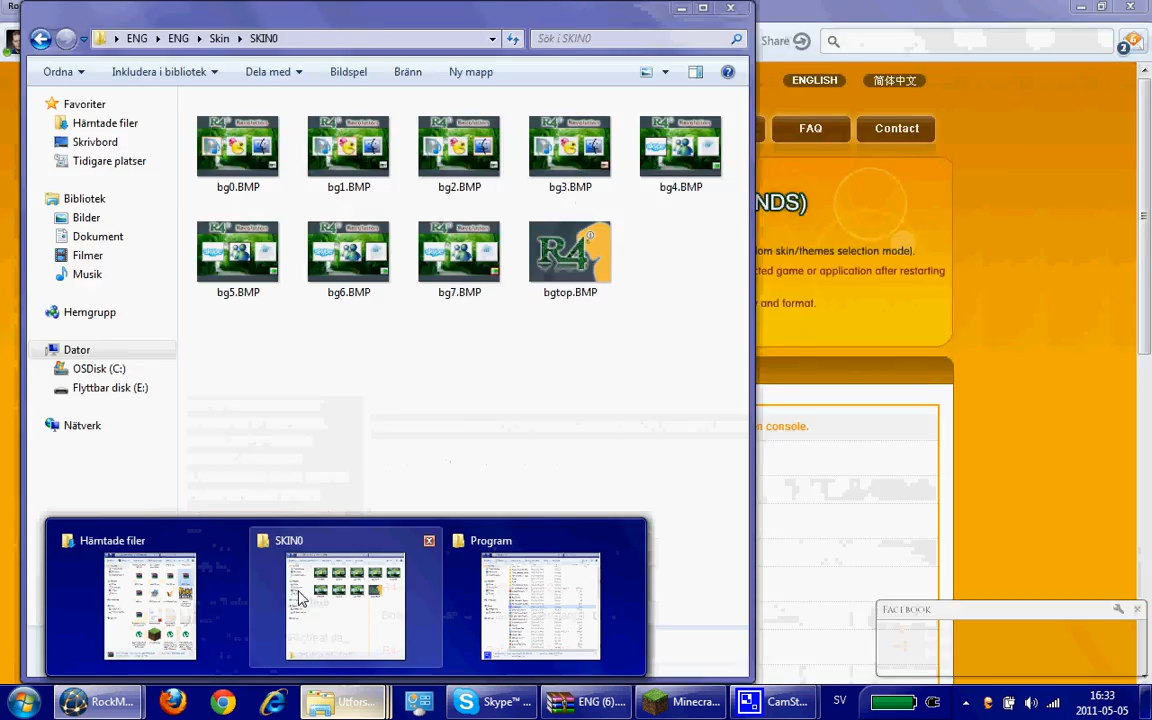 Ro
ENG ▸ ENG ▸ Skin ▸ SKIN0
Sök i SKIN0
Share
2
6
Ordna
Inkludera i bibliotek
Dela med
Bildspel
Bränn
Ny mapp
ENGLISH
简体中文
Favoriter
Hämtade filer
Skrivbord
Tidigare platser
Bibliotek
Bilder
Dokument
Filmer
Musik
Hemgrupp
Dator
OSDisk (C:)
Flyttbar disk (E:)
Nätverk
bg0.BMP
bg1.BMP
bg2.BMP
bg3.BMP
bg4.BMP
bg5.BMP
bg6.BMP
bg7.BMP
R4
bgtop.BMP
FAQ
Contact
NDS)
om skin/themes selection mode).
cted game or application after restarting
y and format.
n console.
Hämtade filer
SKIN0
Program
FACEBOOK
RockM...
Utfors...
Skype™ ...
ENG (6)....
Minecra...
CamSt...
SV
16:33
2011-05-05